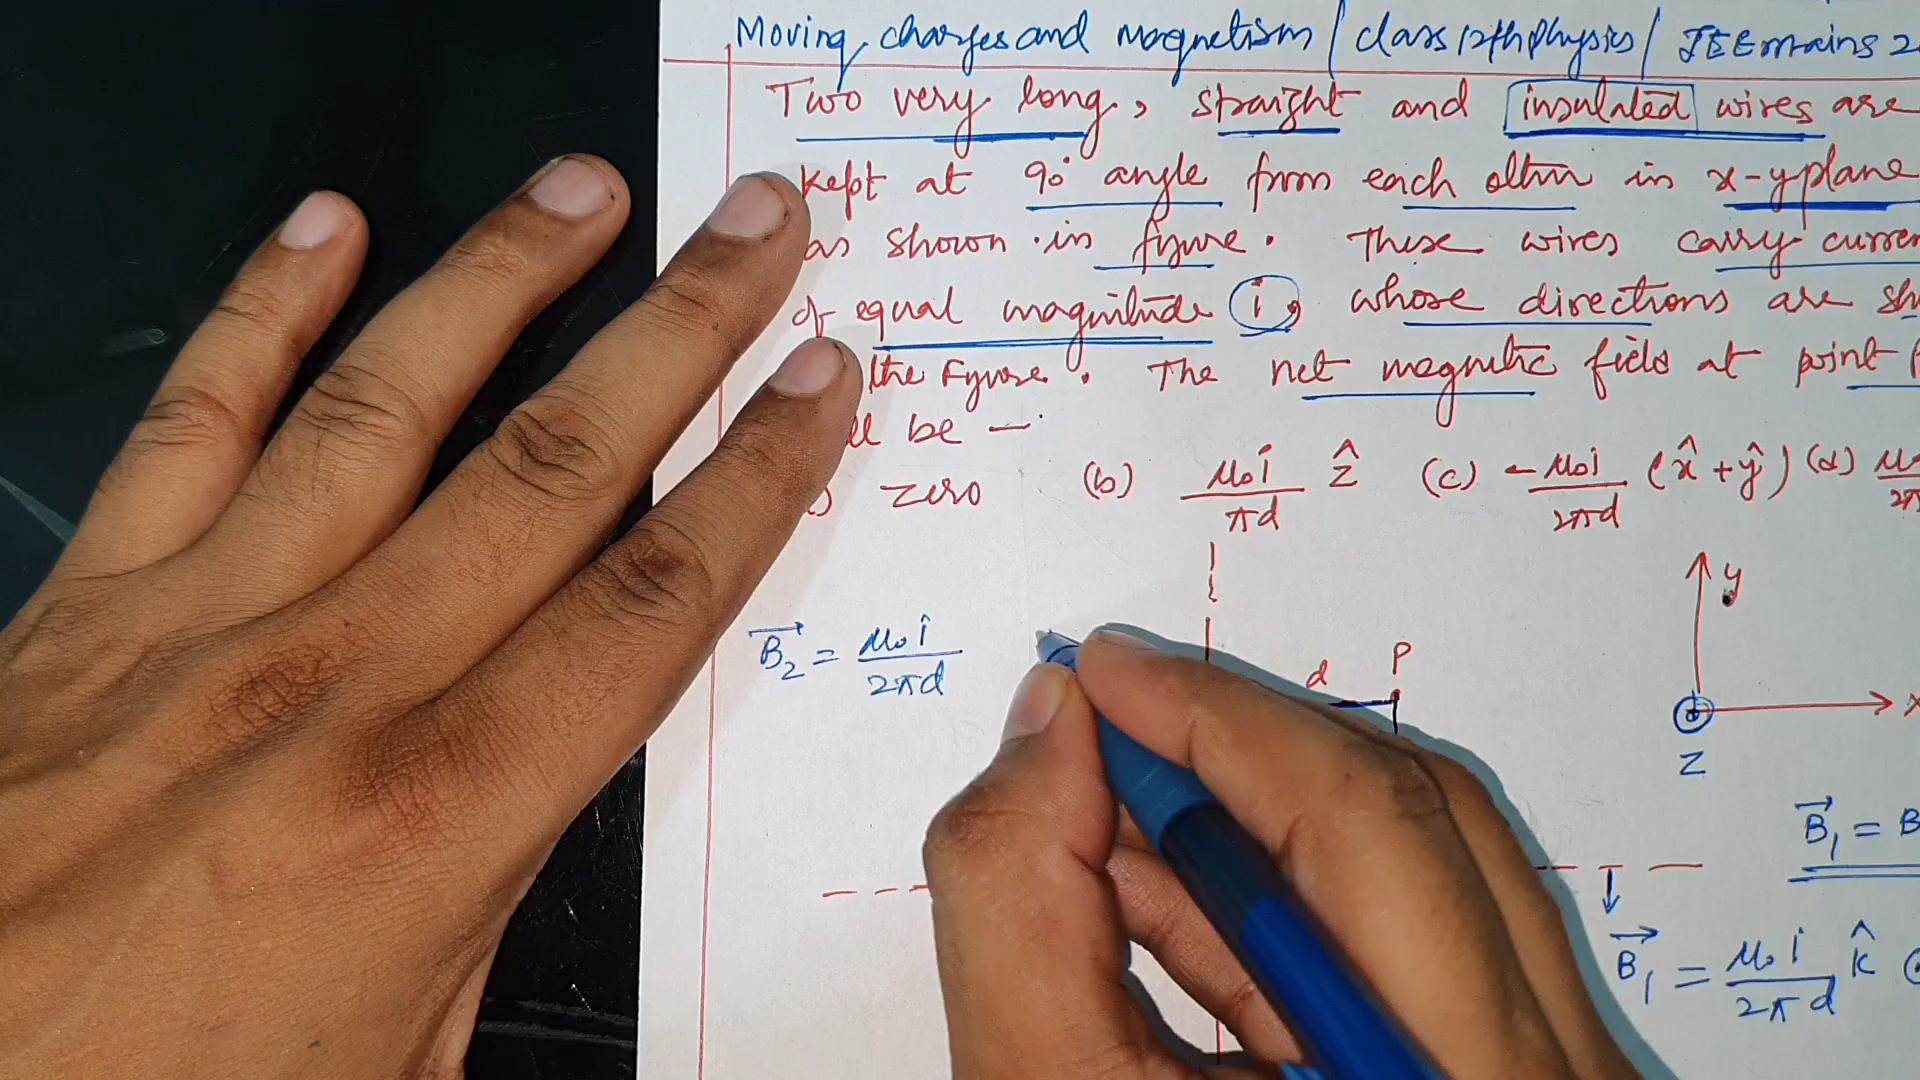 Moving charges and magnetism / class 12th physics / JEE mains
Two very long, straight and insulated wires are
kept at 90° angle from each other in x-y plane
as shown in figure. These wires carry
of equal magnitude i, whose directions are
the Figure. The net magnetic field at point
be —
zero (b) μ₀i/πd ẑ (c) -μ₀i/2πd (x̂ + ŷ) (d)
y
B₂⃗ = μ₀i/2πd
d P
x
Z
B₁⃗ = B
B₁⃗ = μ₀i/2πd k̂